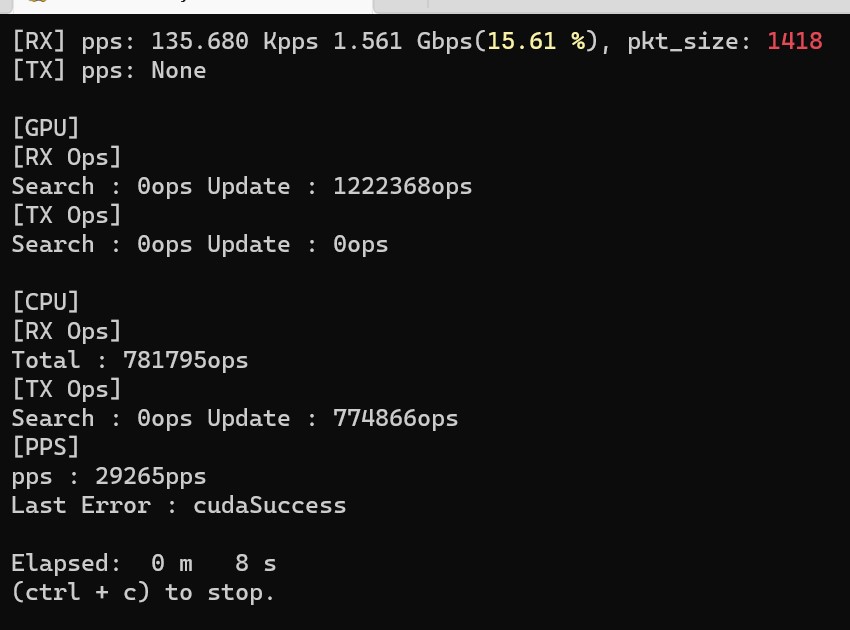 [RX] pps: 135.680 Kpps 1.561 Gbps(15.61 %), pkt_size: 1418
[TX] pps: None
[GPU]
[RX Ops]
Search : 0ops Update : 1222368ops
[TX Ops]
Search : 0ops Update : 0ops
[CPU]
[RX Ops]
Total : 781795ops
[TX Ops]
Search : 0ops Update : 774866ops
[PPS]
pps : 29265pps
Last Error : cudaSuccess
Elapsed:  0 m   8 s
(ctrl + c) to stop.